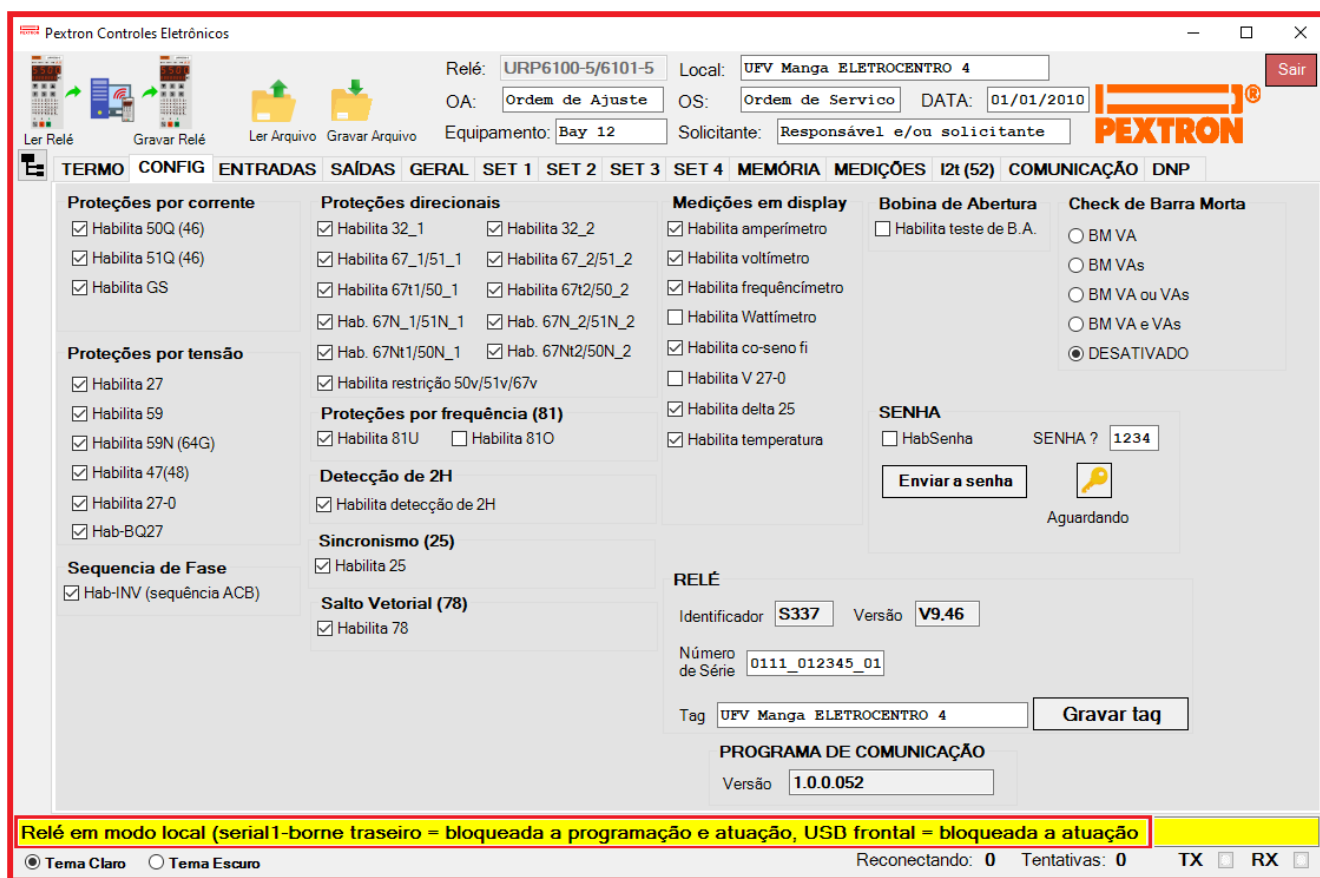 Pextron Controles Eletrônicos
Relé: URP6100-5/6101-5 Local: UFV Manga ELETROCENTRO 4 Sair
OA: Ordem de Ajuste OS: Ordem de Servico DATA: 01/01/2010
Equipamento: Bay 12 Solicitante: Responsável e/ou solicitante PEXTRON®
Ler Relé Gravar Relé Ler Arquivo Gravar Arquivo
TERMO CONFIG ENTRADAS SAÍDAS GERAL SET 1 SET 2 SET 3 SET 4 MEMÓRIA MEDIÇÕES I2t (52) COMUNICAÇÃO DNP
Proteções por corrente
Habilita 50Q (46)
Habilita 51Q (46)
Habilita GS
Proteções por tensão
Habilita 27
Habilita 59
Habilita 59N (64G)
Habilita 47(48)
Habilita 27-0
Hab-BQ27
Sequencia de Fase
Hab-INV (sequência ACB)
Proteções direcionais
Habilita 32_1 Habilita 32_2
Habilita 67_1/51_1 Habilita 67_2/51_2
Habilita 67t1/50_1 Habilita 67t2/50_2
Hab. 67N_1/51N_1 Hab. 67N_2/51N_2
Hab. 67Nt1/50N_1 Hab. 67Nt2/50N_2
Habilita restrição 50v/51v/67v
Proteções por frequência (81)
Habilita 81U Habilita 81O
Detecção de 2H
Habilita detecção de 2H
Sincronismo (25)
Habilita 25
Salto Vetorial (78)
Habilita 78
Medições em display
Habilita amperímetro
Habilita voltímetro
Habilita frequêncímetro
Habilita Wattímetro
Habilita co-seno fi
Habilita V 27-0
Habilita delta 25
Habilita temperatura
Bobina de Abertura
Habilita teste de B.A.
Check de Barra Morta
BM VA
BM VAs
BM VA ou VAs
BM VA e VAs
DESATIVADO
SENHA
HabSenha SENHA ? 1234
Enviar a senha
Aguardando
RELÉ
Identificador S337 Versão V9.46
Número
de Série 0111_012345_01
Tag UFV Manga ELETROCENTRO 4 Gravar taq
PROGRAMA DE COMUNICAÇÃO
Versão 1.0.0.052
Relé em modo local (serial1-borne traseiro = bloqueada a programação e atuação, USB frontal = bloqueada a atuação
Tema Claro Tema Escuro Reconectando: 0 Tentativas: 0 TX RX